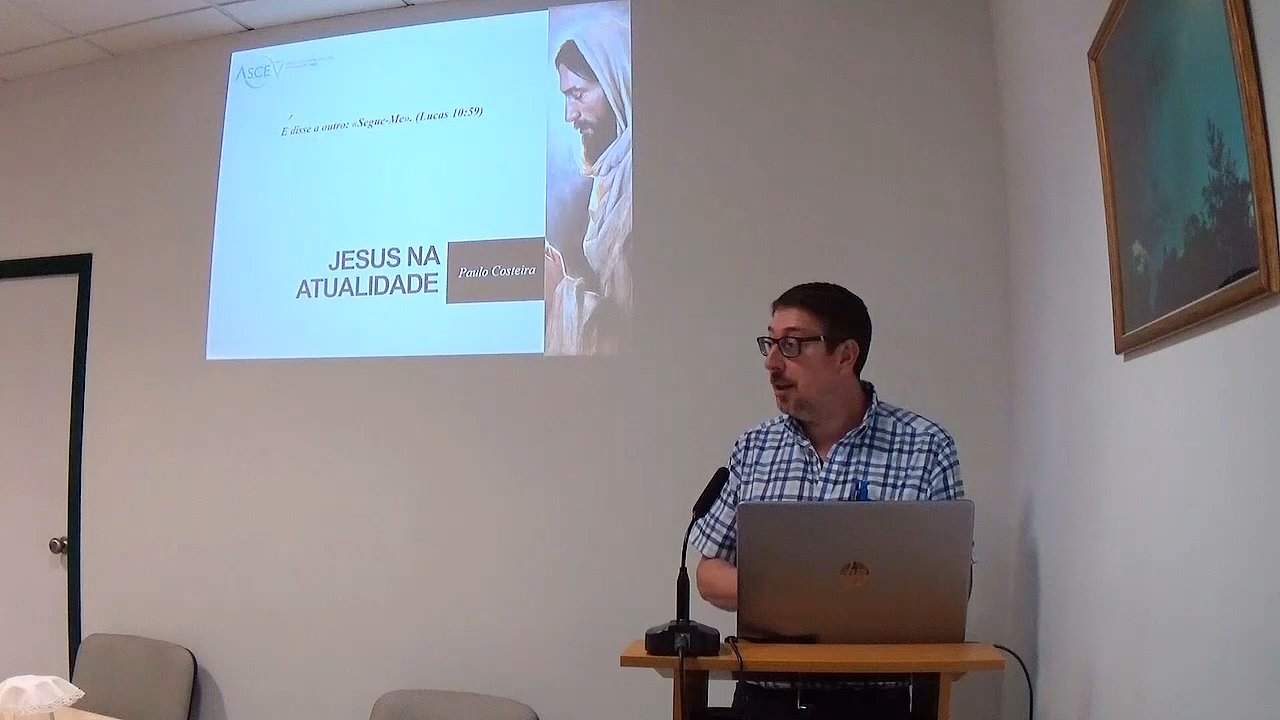 ASCEV
E disse a outro: «Segue-Me». (Lucas 10:59)
JESUS NA
ATUALIDADE
Paulo Costeira